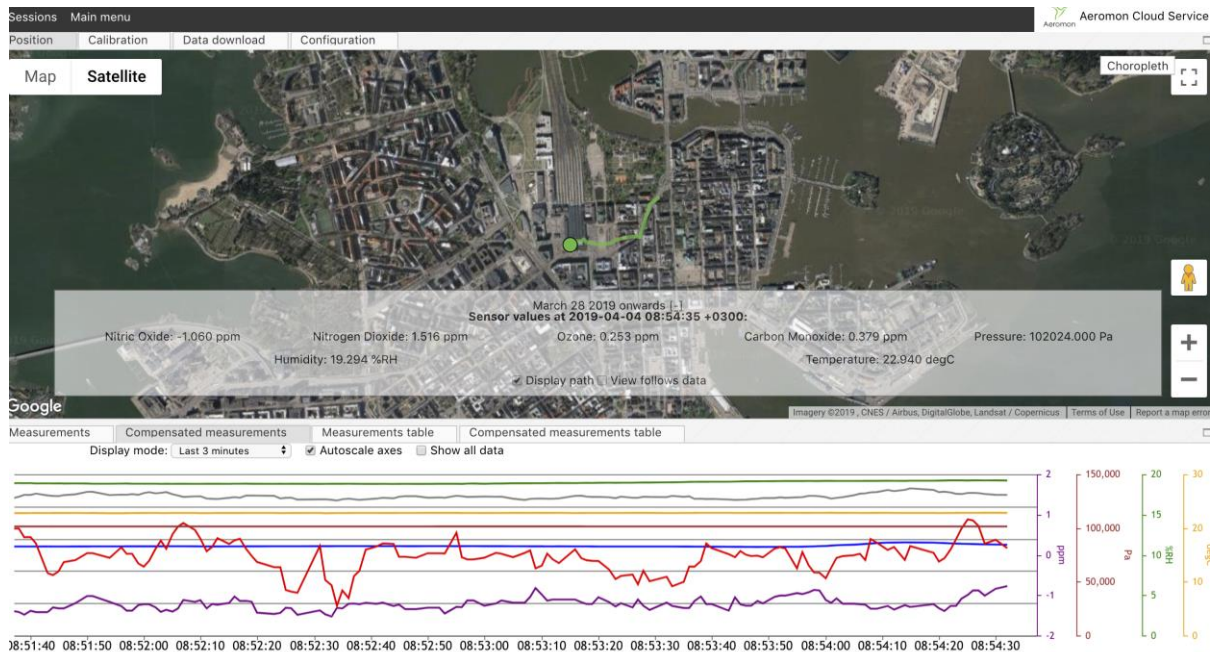 Sessions Main menu
Aeromon Aeromon Cloud Service
Position Calibration Data download Configuration
Map Satellite
Choropleth
March 28 2019 onwards [-]
Sensor values at 2019-04-04 08:54:35 +0300:
Nitric Oxide: -1.060 ppm Nitrogen Dioxide: 1.516 ppm Ozone: 0.253 ppm Carbon Monoxide: 0.379 ppm Pressure: 102024.000 Pa
Humidity: 19.294 %RH Temperature: 22.940 degC
Display path View follows data
Google
Imagery ©2019 , CNES / Airbus, DigitalGlobe, Landsat / Copernicus Terms of Use Report a map error
Measurements Compensated measurements Measurements table Compensated measurements table
Display mode: Last 3 minutes Autoscale axes Show all data
2 150,000 20 30
1 100,000 15 20
0 ppm Pa 10 %RH degC
-1 50,000 5 10
-2 0 0 0
08:51:40 08:51:50 08:52:00 08:52:10 08:52:20 08:52:30 08:52:40 08:52:50 08:53:00 08:53:10 08:53:20 08:53:30 08:53:40 08:53:50 08:54:00 08:54:10 08:54:20 08:54:30